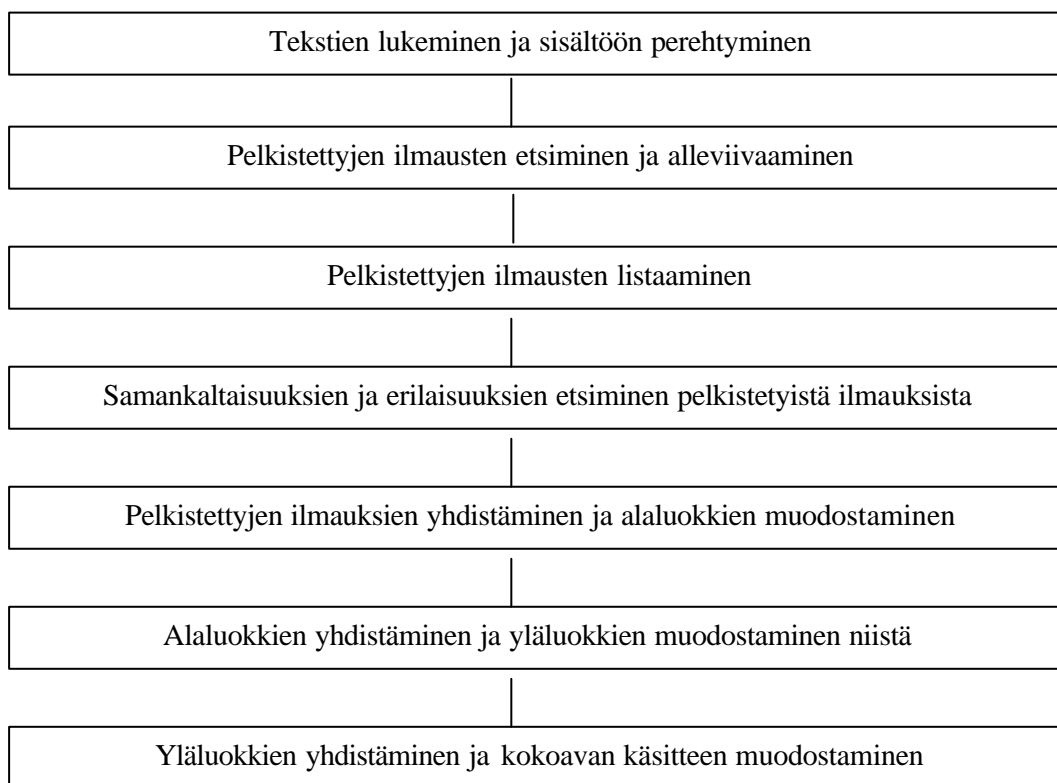 Tekstien lukeminen ja sisältöön perehtyminen
Pelkistettyjen ilmausten etsiminen ja alleviivaaminen
Pelkistettyjen ilmausten listaaminen
Samankaltaisuuksien ja erilaisuuksien etsiminen pelkistetyistä ilmauksista
Pelkistettyjen ilmauksien yhdistäminen ja alaluokkien muodostaminen
Alaluokkien yhdistäminen ja yläluokkien muodostaminen niistä
Yläluokkien yhdistäminen ja kokoavan käsitteen muodostaminen